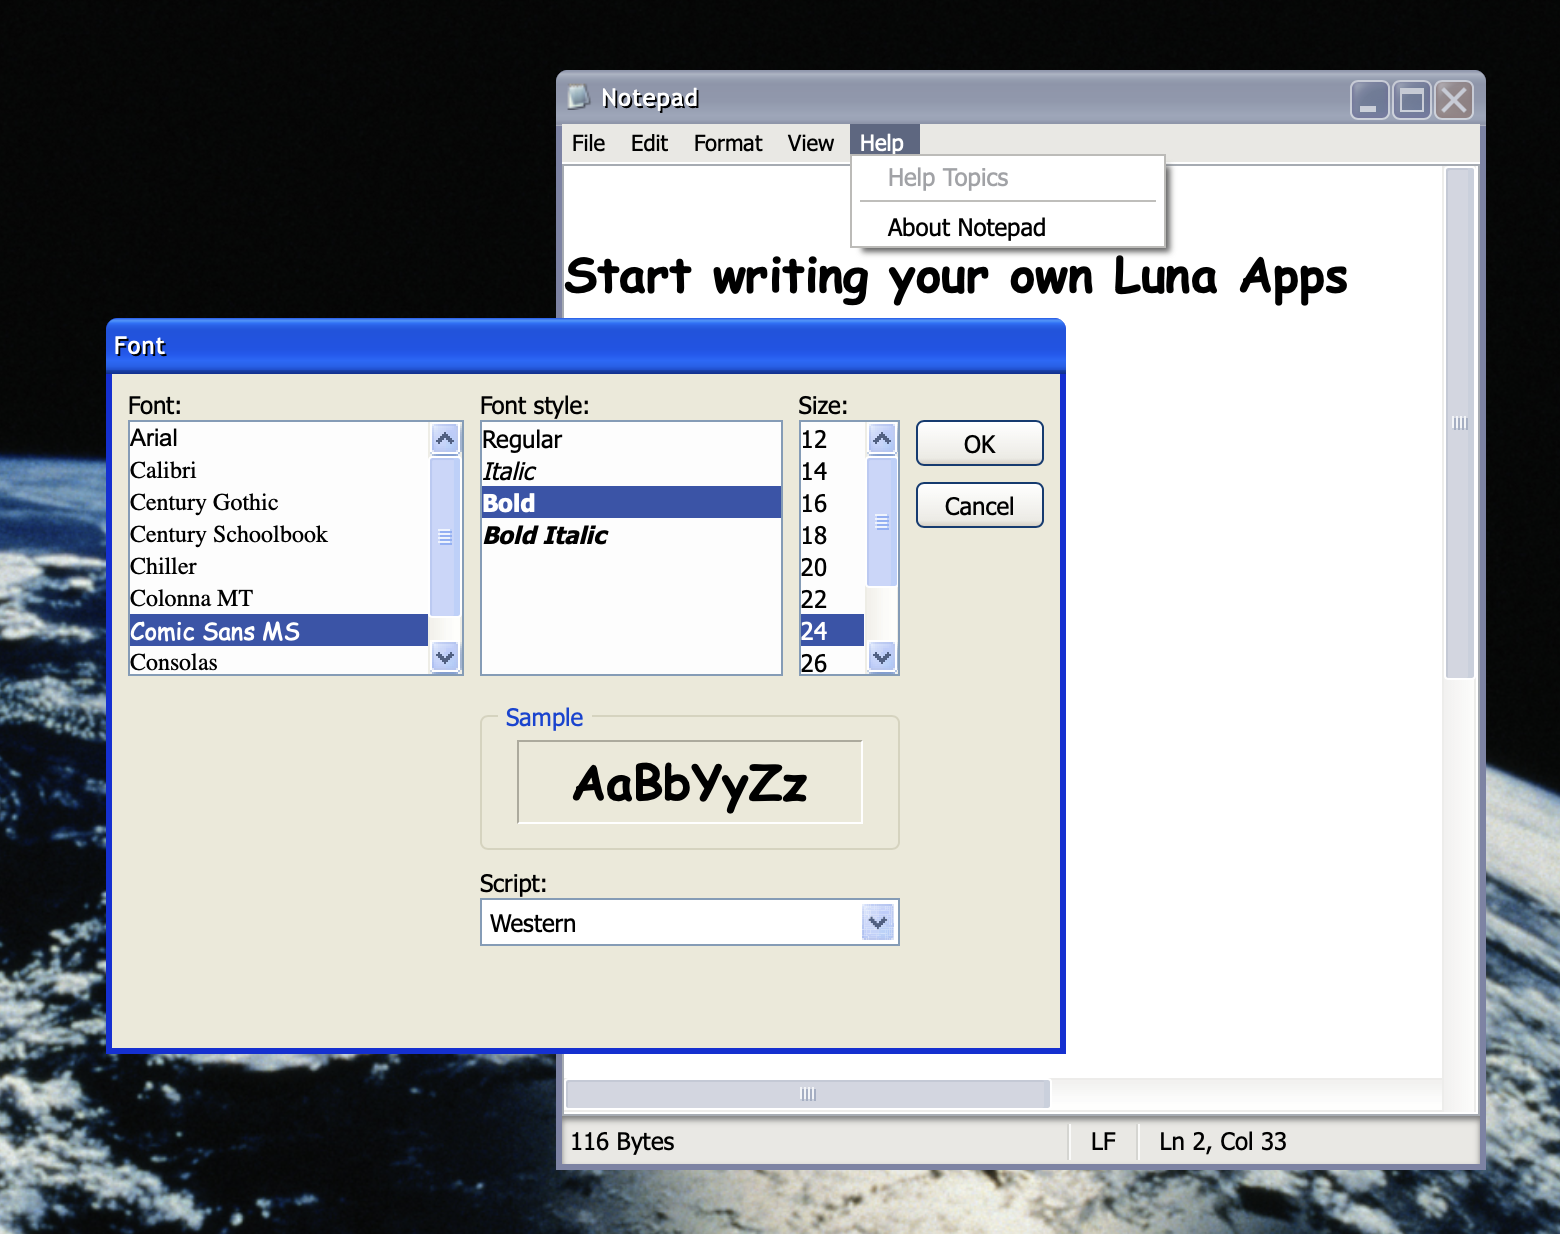 Notepad
File Edit Format View Help
Help Topics
About Notepad
Start writing your own Luna Apps
Font
Font: Font style: Size:
Arial
Calibri
Century Gothic
Century Schoolbook
Chiller
Colonna MT
Comic Sans MS
Consolas
Regular
Italic
Bold
Bold Italic
12
14
16
18
20
22
24
26
OK
Cancel
Sample
AaBbYyZz
Script:
Western
116 Bytes LF Ln 2, Col 33